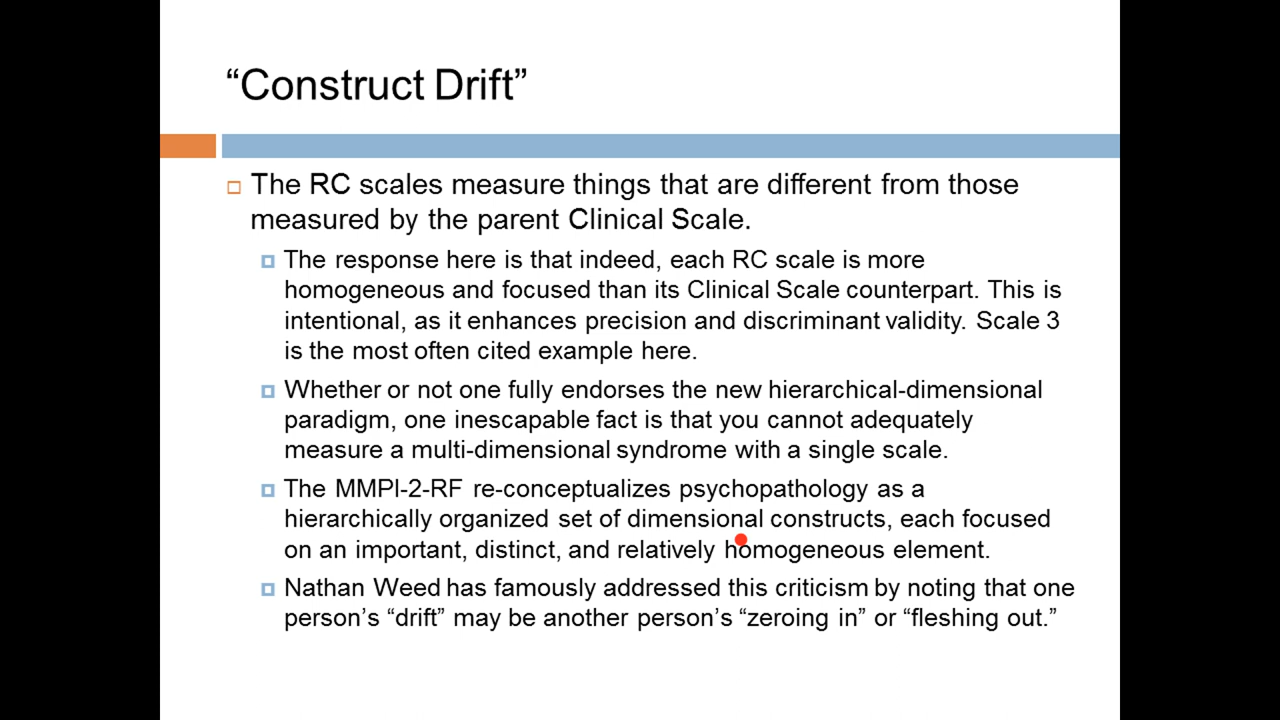 “Construct Drift”
The RC scales measure things that are different from those
measured by the parent Clinical Scale.
The response here is that indeed, each RC scale is more
homogeneous and focused than its Clinical Scale counterpart. This is
intentional, as it enhances precision and discriminant validity. Scale 3
is the most often cited example here.
Whether or not one fully endorses the new hierarchical-dimensional
paradigm, one inescapable fact is that you cannot adequately
measure a multi-dimensional syndrome with a single scale.
The MMPI-2-RF re-conceptualizes psychopathology as a
hierarchically organized set of dimensional constructs, each focused
on an important, distinct, and relatively homogeneous element.
Nathan Weed has famously addressed this criticism by noting that one
person’s “drift” may be another person’s “zeroing in” or “fleshing out.”